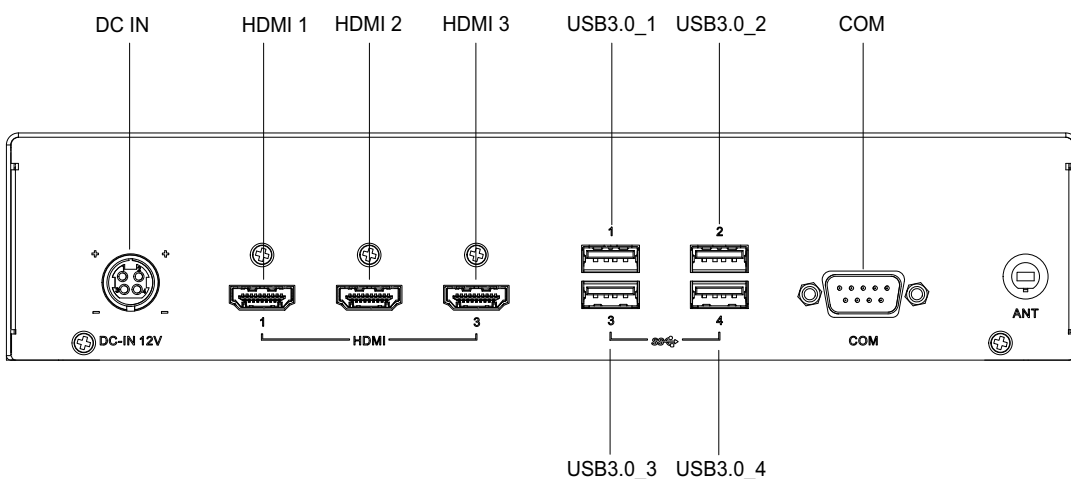 DC IN HDMI 1 HDMI 2 HDMI 3 USB3.0_1 USB3.0_2 COM
1 2
ANT
1 3 3 4
DC-IN 12V HDMI COM
USB3.0_3 USB3.0_4